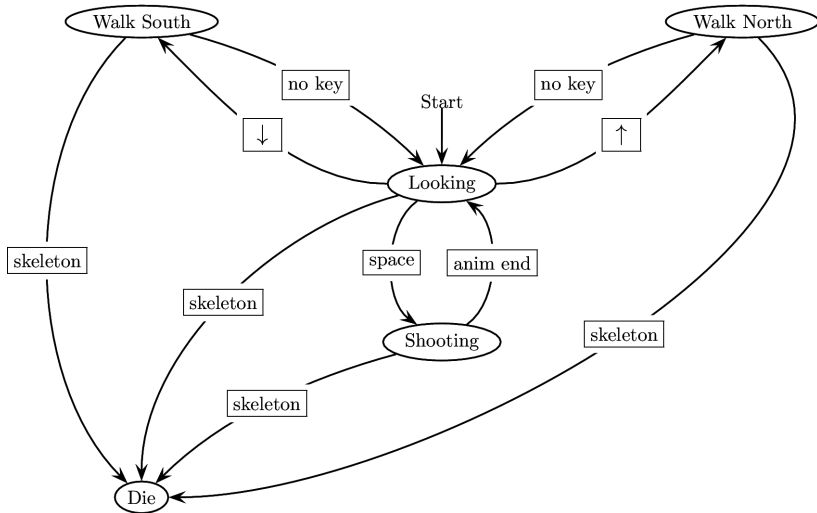 Walk South
Walk North
no key
no key
Start
↓
↑
Looking
skeleton
space
anim end
skeleton
Shooting
skeleton
skeleton
Die